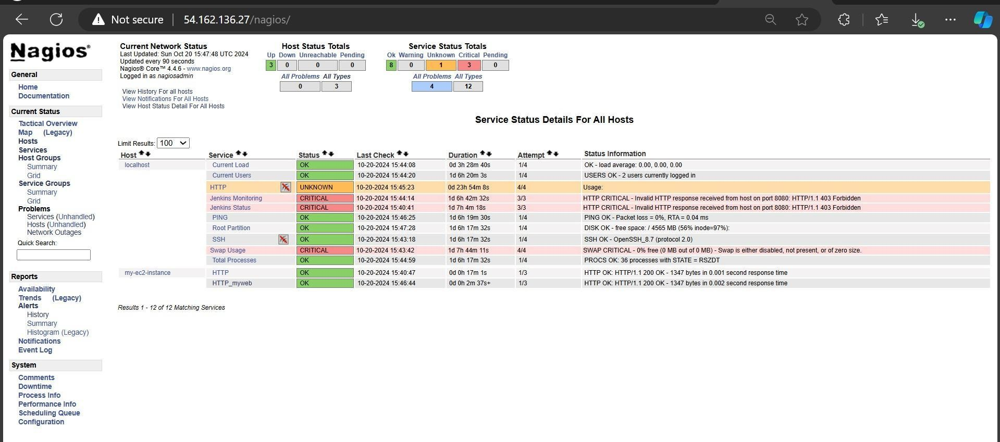 Not secure
54.162.136.27/nagios/
Nagios®
General
Home
Documentation
Current Status
Tactical Overview
Map (Legacy)
Hosts
Services
Host Groups
Summary
Grid
Service Groups
Summary
Grid
Problems
Services (Unhandled)
Hosts (Unhandled)
Network Outages
Quick Search:
Reports
Availability
Trends (Legacy)
Alerts
History
Summary
Histogram (Legacy)
Notifications
Event Log
System
Comments
Downtime
Process Info
Performance Info
Scheduling Queue
Configuration
Current Network Status
Last Updated: Sun Oct 20 15:47:48 UTC 2024
Updated every 90 seconds
Nagios® Core™ 4.4.6 - www.nagios.org
Logged in as nagiosadmin
View History For all hosts
View Notifications For All Hosts
View Host Status Detail For All Hosts
Host Status Totals
Up Down Unreachable Pending
3 0 0 0
All Problems All Types
0 3
Service Status Totals
Ok Warning Unknown Critical Pending
8 0 1 3 0
All Problems All Types
4 12
Service Status Details For All Hosts
Limit Results: 100
Host Service Status Last Check Duration Attempt Status Information
localhost Current Load OK 10-20-2024 15:44:08 0d 3h 28m 40s 1/4 OK - load average: 0.00, 0.00, 0.00
Current Users OK 10-20-2024 15:44:20 1d 6h 20m 3s 1/4 USERS OK - 2 users currently logged in
HTTP UNKNOWN 10-20-2024 15:45:23 0d 23h 54m 8s 4/4 Usage:
Jenkins Monitoring CRITICAL 10-20-2024 15:44:14 1d 6h 42m 32s 3/3 HTTP CRITICAL - Invalid HTTP response received from host on port 8080: HTTP/1.1 403 Forbidden
Jenkins Status CRITICAL 10-20-2024 15:40:41 1d 7h 4m 18s 3/3 HTTP CRITICAL - Invalid HTTP response received from host on port 8080: HTTP/1.1 403 Forbidden
PING OK 10-20-2024 15:46:25 1d 6h 19m 30s 1/4 PING OK - Packet loss = 0%, RTA = 0.04 ms
Root Partition OK 10-20-2024 15:47:28 1d 6h 17m 32s 1/4 DISK OK - free space: / 4565 MB (56% inode=97%):
SSH OK 10-20-2024 15:43:18 1d 6h 17m 32s 1/4 SSH OK - OpenSSH_8.7 (protocol 2.0)
Swap Usage CRITICAL 10-20-2024 15:43:42 1d 7h 44m 11s 4/4 SWAP CRITICAL - 0% free (0 MB out of 0 MB) - Swap is either disabled, not present, or of zero size.
Total Processes OK 10-20-2024 15:44:59 1d 6h 17m 32s 1/4 PROCS OK: 36 processes with STATE = RSZDT
my-ec2-instance HTTP OK 10-20-2024 15:40:47 0d 0h 17m 1s 1/3 HTTP OK: HTTP/1.1 200 OK - 1347 bytes in 0.001 second response time
HTTP_myweb OK 10-20-2024 15:46:44 0d 0h 2m 37s+ 1/3 HTTP OK: HTTP/1.1 200 OK - 1347 bytes in 0.002 second response time
Results 1 - 12 of 12 Matching Services